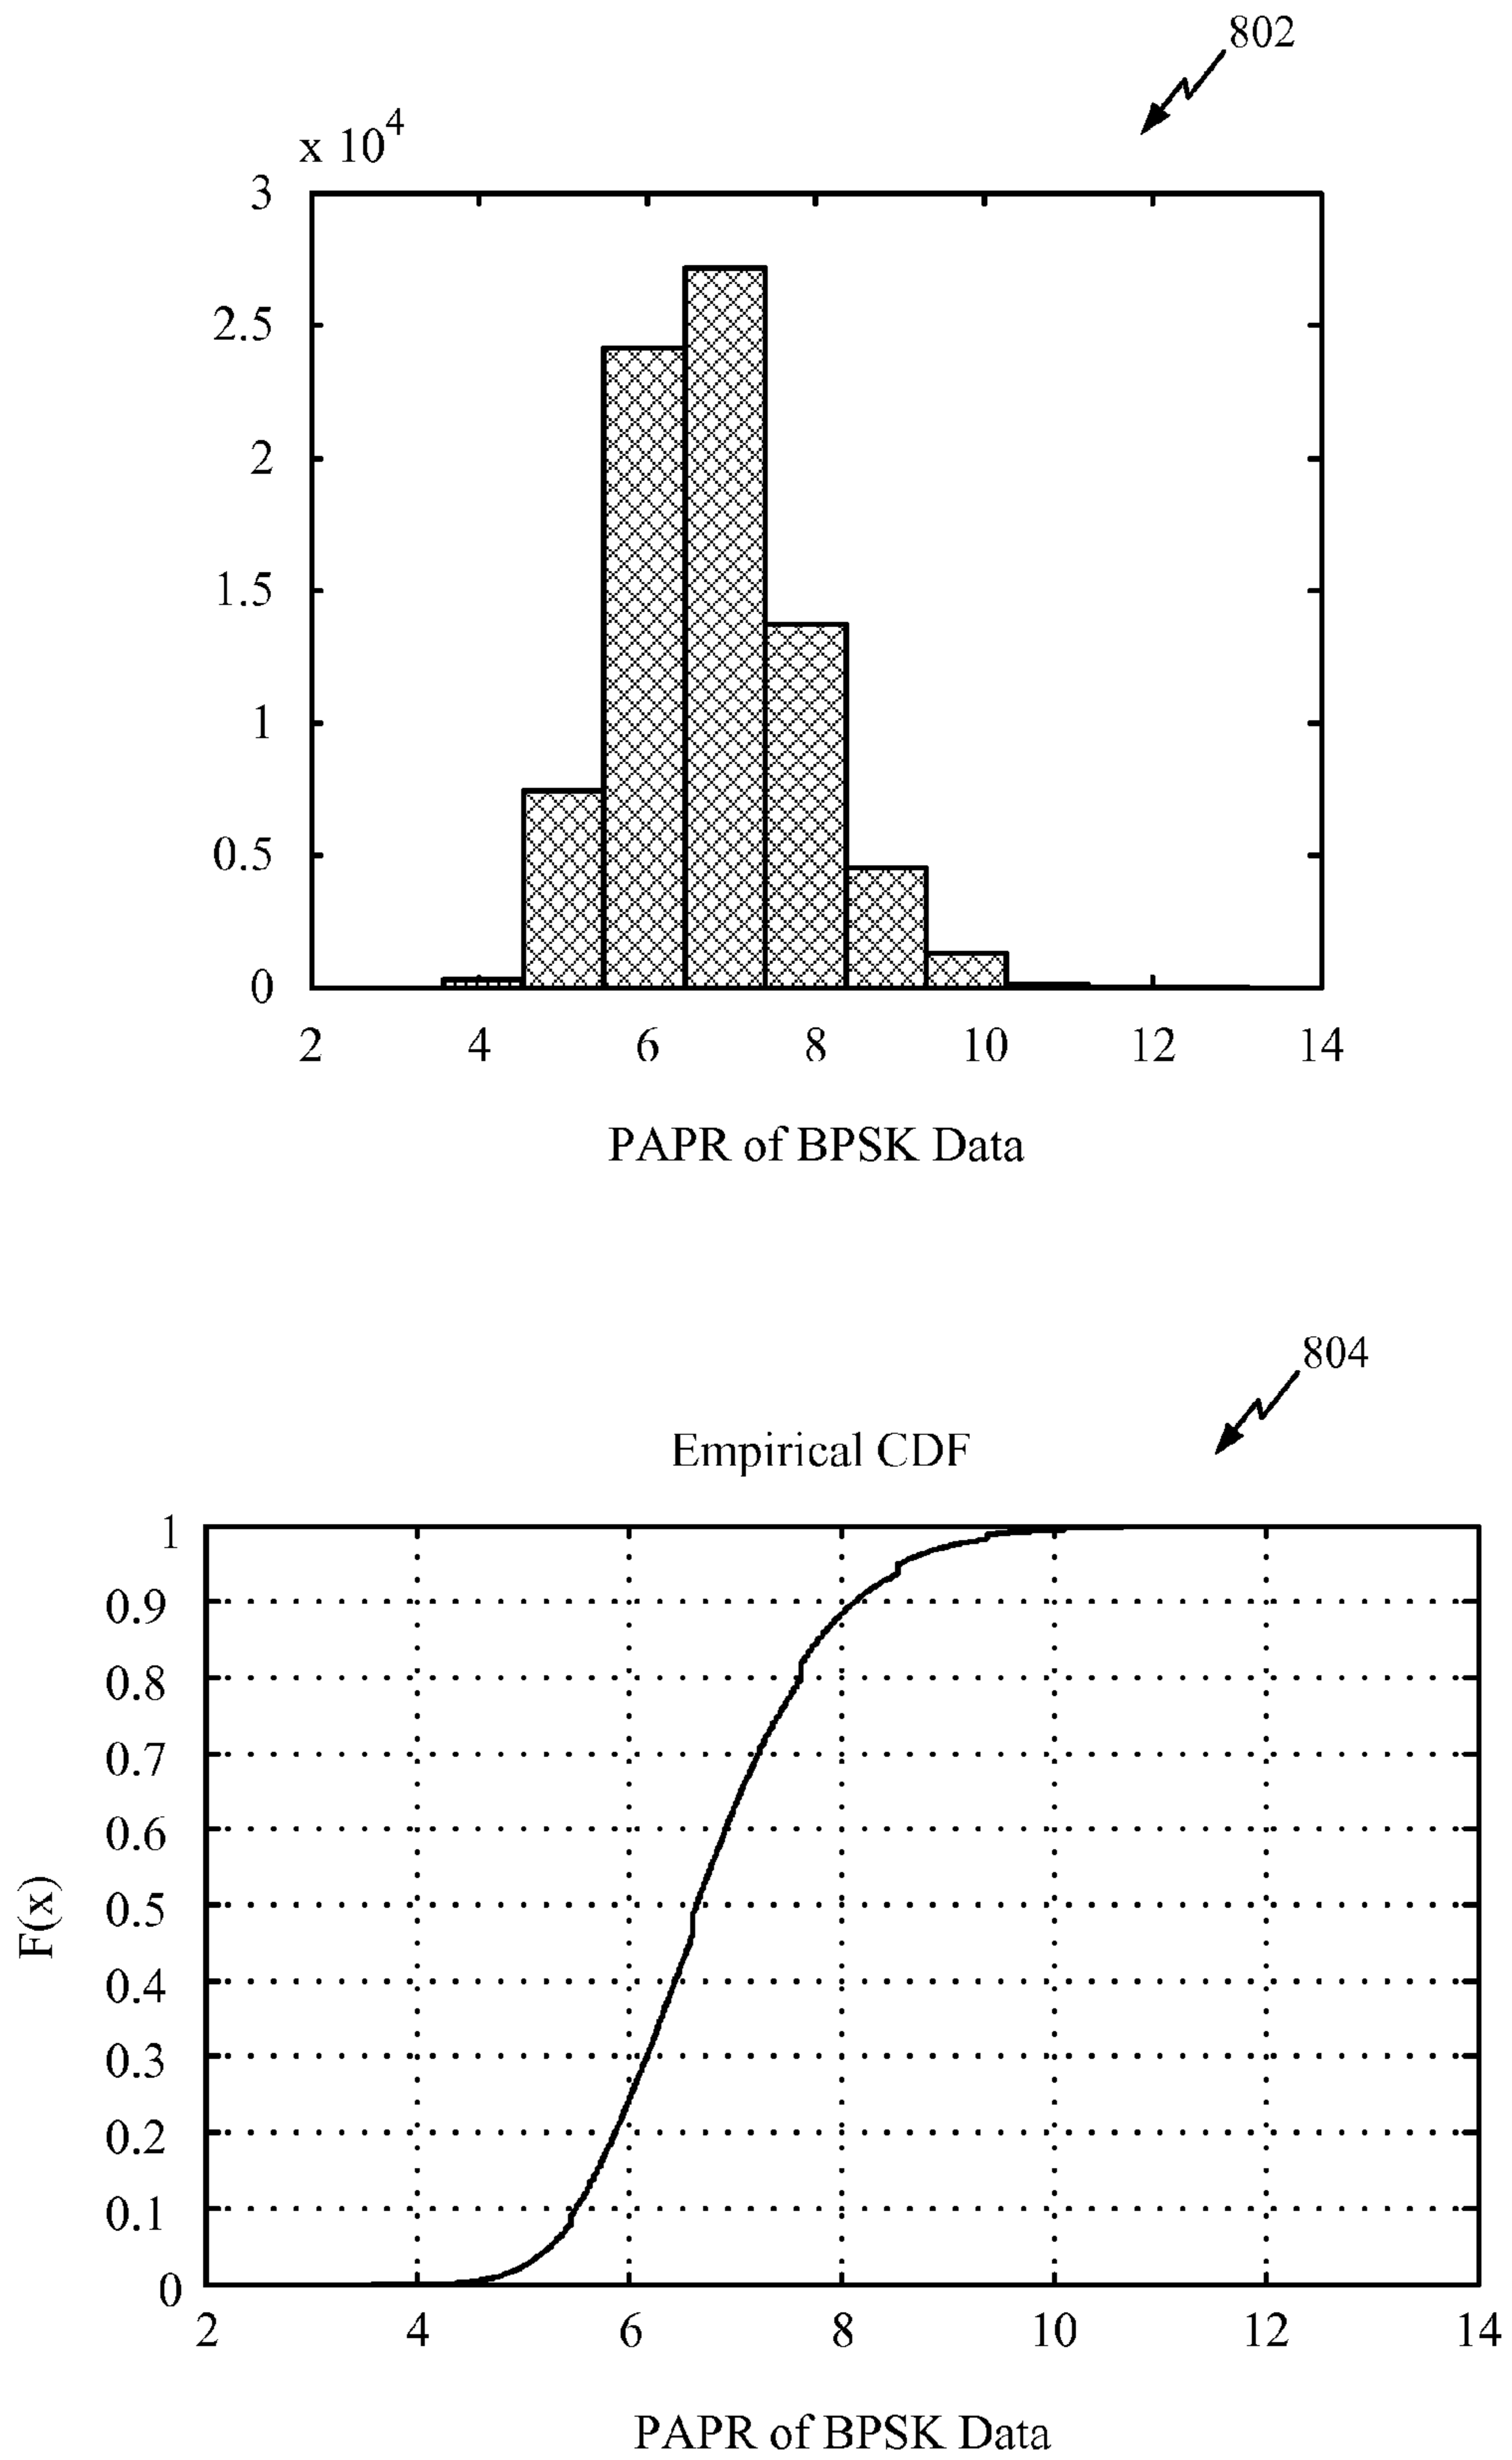 802
x 10^4
3
2.5
2
1.5
1
0.5
0
2 4 6 8 10 12 14
PAPR of BPSK Data
804
Empirical CDF
1
0.9
0.8
0.7
0.6
0.5
0.4
0.3
0.2
0.1
0
F(x)
2 4 6 8 10 12 14
PAPR of BPSK Data